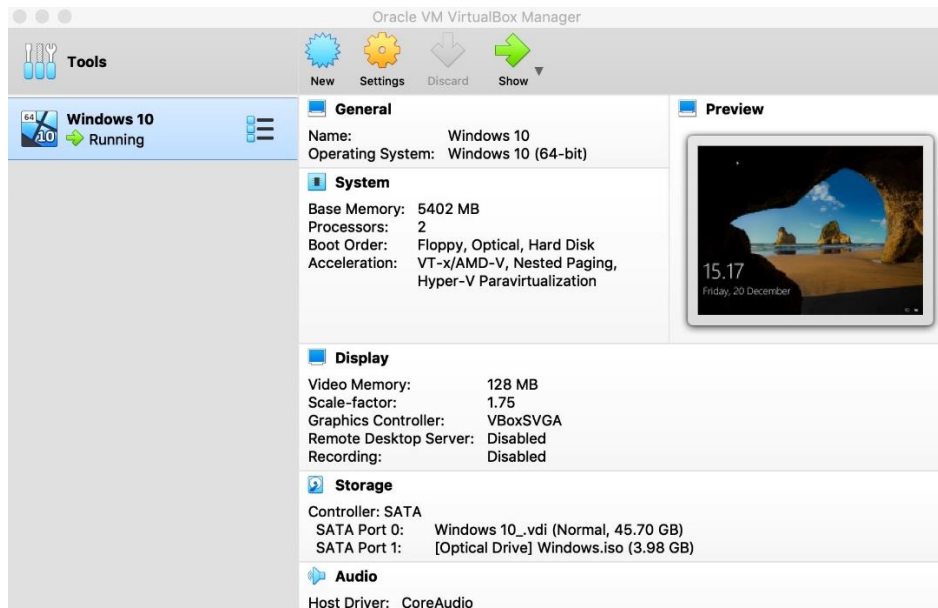 Oracle VM VirtualBox Manager
Tools
New Settings Discard Show
64
10
Windows 10
Running
General
Name: Windows 10
Operating System: Windows 10 (64-bit)
System
Base Memory: 5402 MB
Processors: 2
Boot Order: Floppy, Optical, Hard Disk
Acceleration: VT-x/AMD-V, Nested Paging,
Hyper-V Paravirtualization
Preview
15.17
Friday, 20 December
Display
Video Memory: 128 MB
Scale-factor: 1.75
Graphics Controller: VBoxSVGA
Remote Desktop Server: Disabled
Recording: Disabled
Storage
Controller: SATA
SATA Port 0: Windows 10_.vdi (Normal, 45.70 GB)
SATA Port 1: [Optical Drive] Windows.iso (3.98 GB)
Audio
Host Driver: CoreAudio